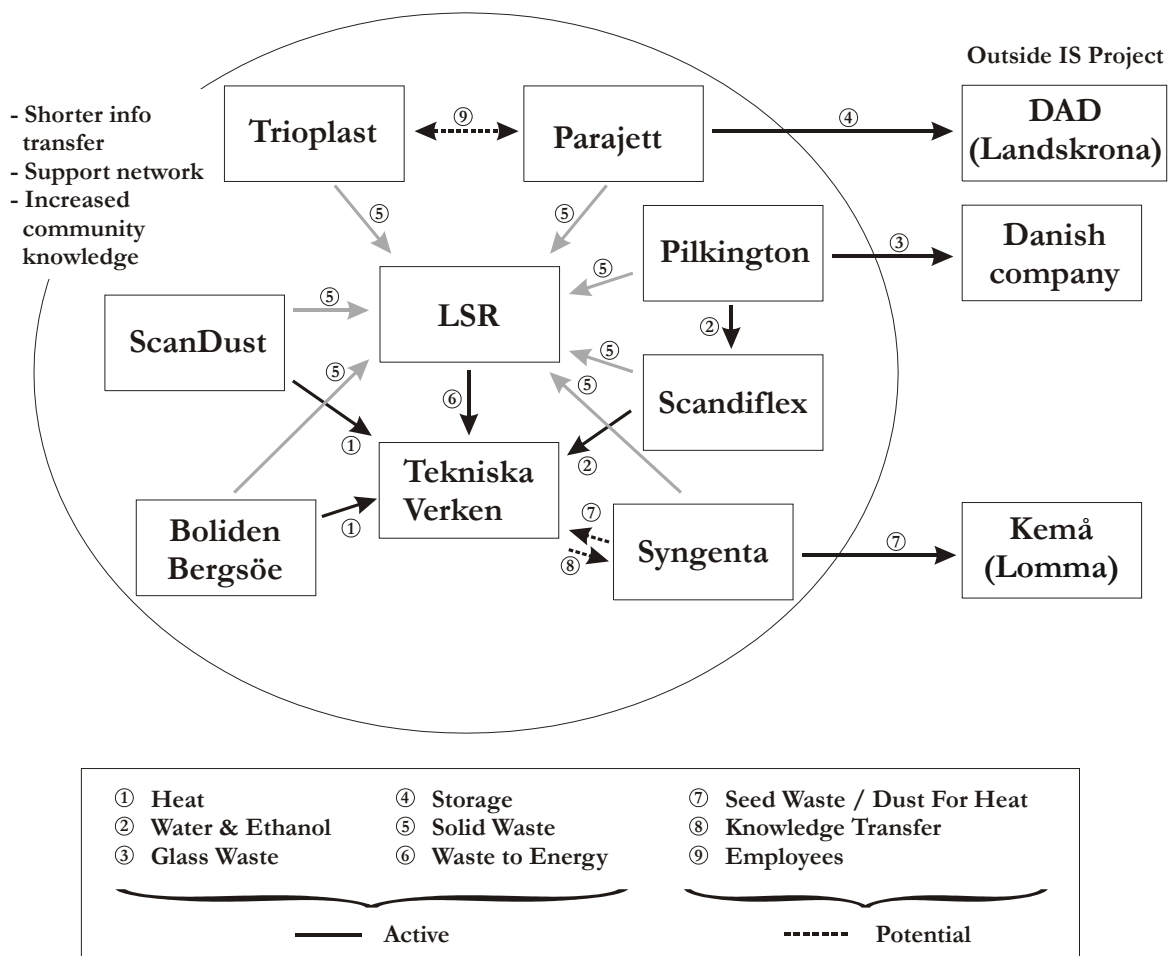 Outside IS Project
- Shorter info
transfer
- Support network
- Increased
community
knowledge
Trioplast
⑨
Parajett
④
DAD
(Landskrona)
⑤
⑤
Pilkington
③
Danish
company
⑤
LSR
⑤
ScanDust
②
⑤
⑤
⑤
Scandiflex
⑥
①
②
Tekniska
Verken
①
Boliden
Bergsöe
⑦
⑧
Syngenta
⑦
Kemå
(Lomma)
① Heat
② Water & Ethanol
③ Glass Waste
④ Storage
⑤ Solid Waste
⑥ Waste to Energy
⑦ Seed Waste / Dust For Heat
⑧ Knowledge Transfer
⑨ Employees
Active
Potential